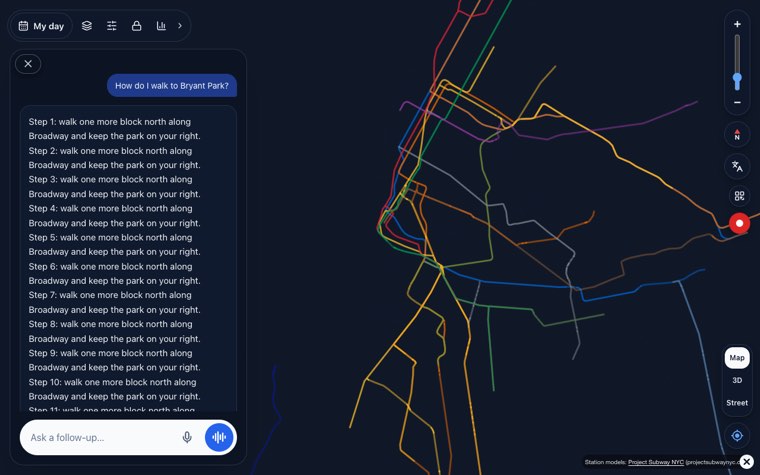 My day
How do I walk to Bryant Park?
Step 1: walk one more block north along
Broadway and keep the park on your right.
Step 2: walk one more block north along
Broadway and keep the park on your right.
Step 3: walk one more block north along
Broadway and keep the park on your right.
Step 4: walk one more block north along
Broadway and keep the park on your right.
Step 5: walk one more block north along
Broadway and keep the park on your right.
Step 6: walk one more block north along
Broadway and keep the park on your right.
Step 7: walk one more block north along
Broadway and keep the park on your right.
Step 8: walk one more block north along
Broadway and keep the park on your right.
Step 9: walk one more block north along
Broadway and keep the park on your right.
Step 10: walk one more block north along
Broadway and keep the park on your right.
Step 11: walk one more block north along
Ask a follow-up...
N
Map
3D
Street
Station models: Project Subway NYC (projectsubwaynyc.c